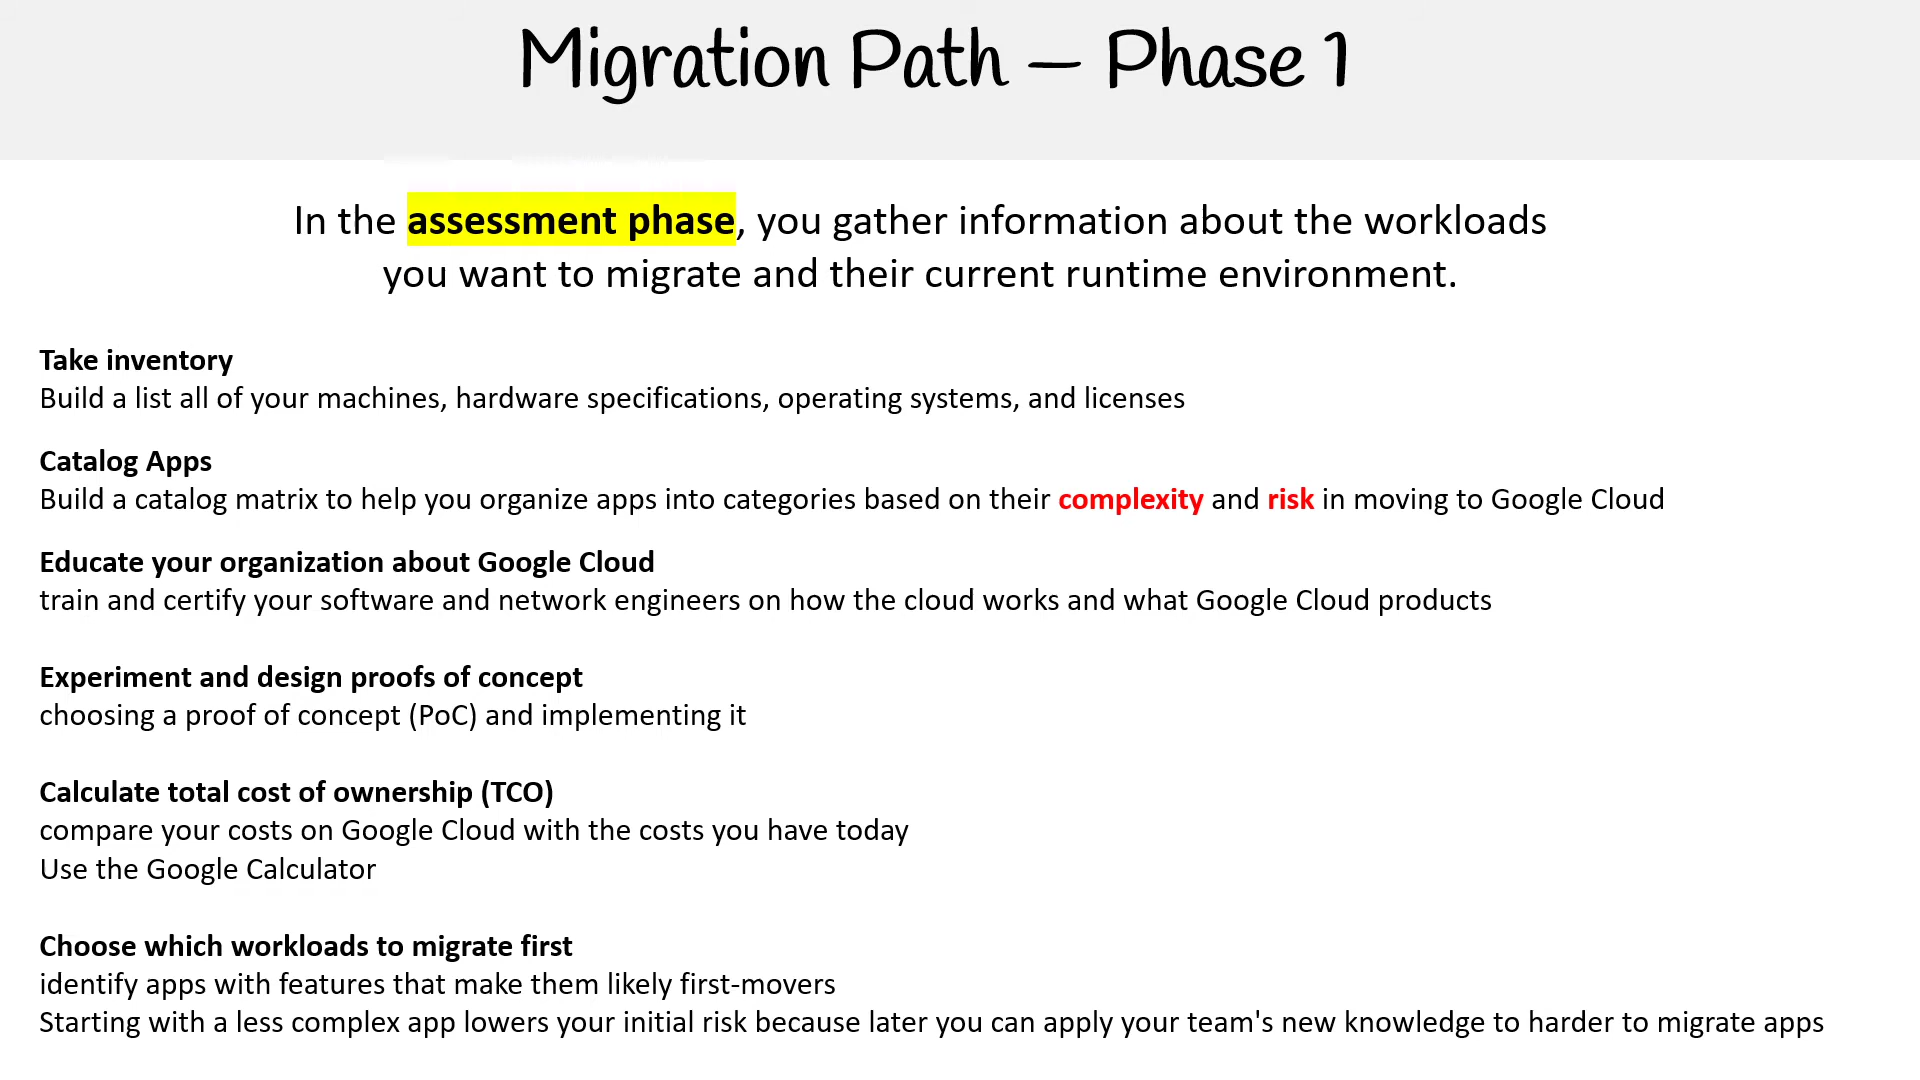 Migration Path – Phase 1
In the assessment phase, you gather information about the workloads
you want to migrate and their current runtime environment.
Take inventory
Build a list all of your machines, hardware specifications, operating systems, and licenses
Catalog Apps
Build a catalog matrix to help you organize apps into categories based on their complexity and risk in moving to Google Cloud
Educate your organization about Google Cloud
train and certify your software and network engineers on how the cloud works and what Google Cloud products
Experiment and design proofs of concept
choosing a proof of concept (PoC) and implementing it
Calculate total cost of ownership (TCO)
compare your costs on Google Cloud with the costs you have today
Use the Google Calculator
Choose which workloads to migrate first
identify apps with features that make them likely first-movers
Starting with a less complex app lowers your initial risk because later you can apply your team's new knowledge to harder to migrate apps